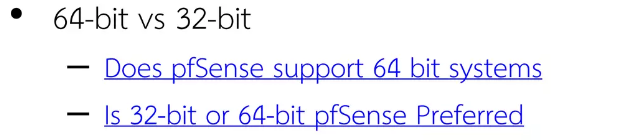 • 64-bit vs 32-bit
– Does pfSense support 64 bit systems
– Is 32-bit or 64-bit pfSense Preferred